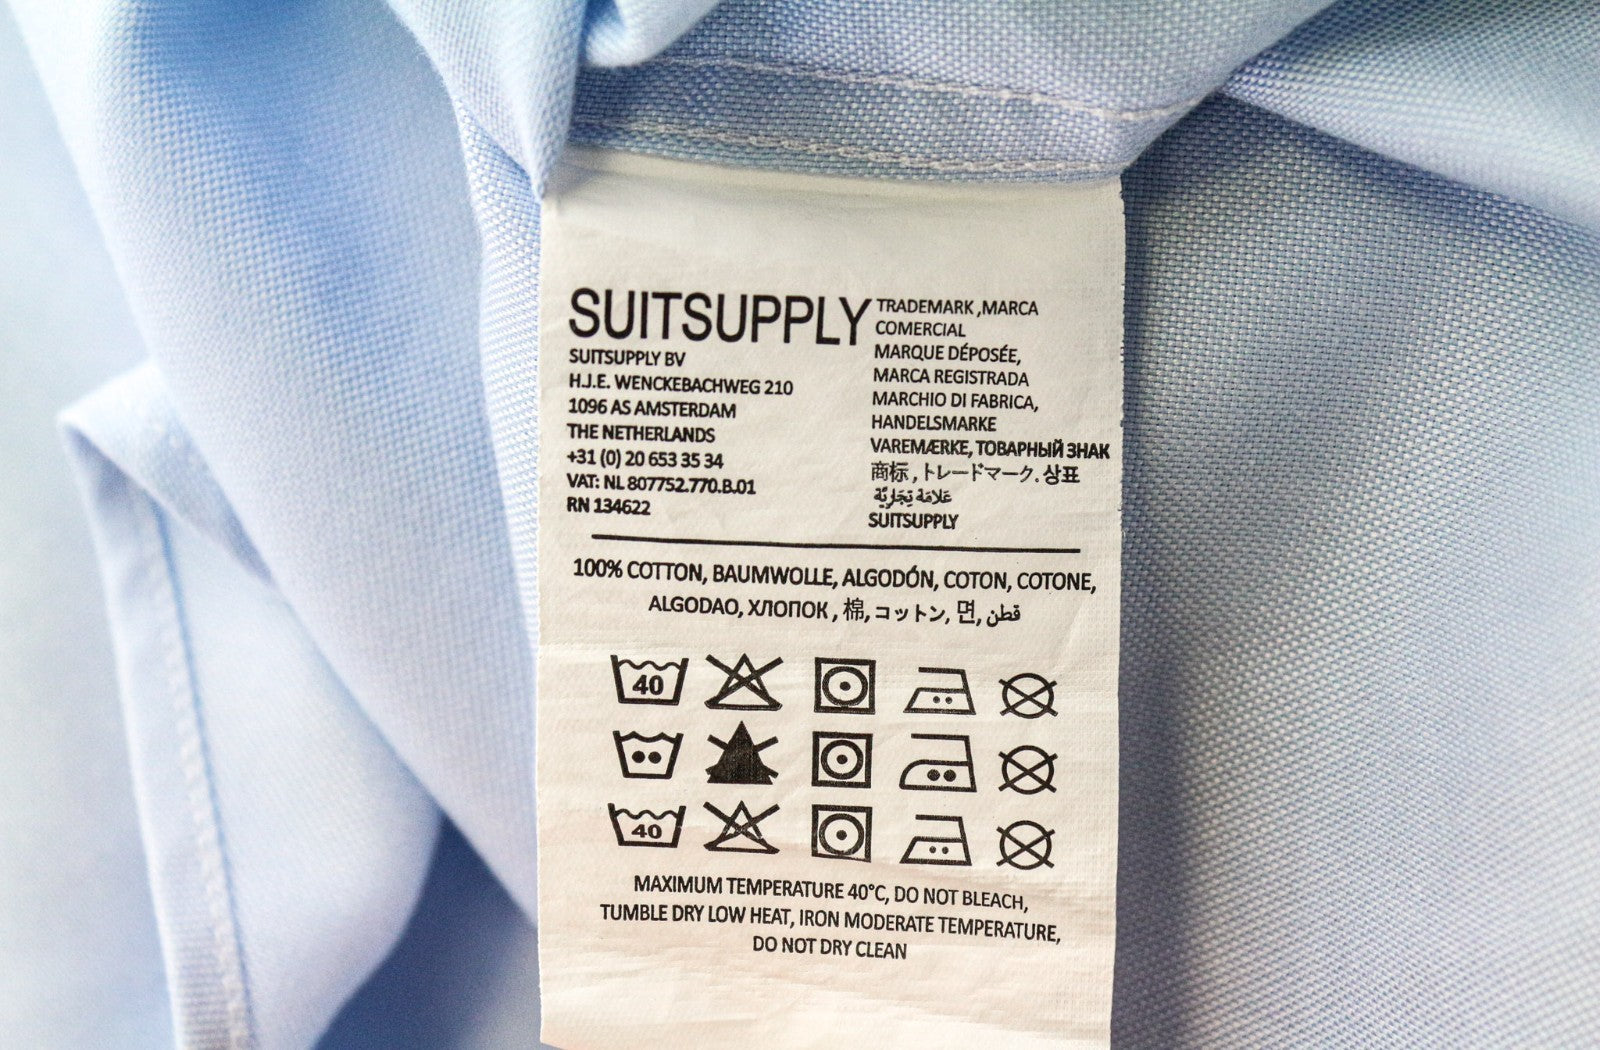 SUITSUPPLY
SUITSUPPLY BV
H.J.E. WENCKEBACHWEG 210
1096 AS AMSTERDAM
THE NETHERLANDS
+31 (0) 20 653 35 34
VAT: NL 807752.770.B.01
RN 134622
TRADEMARK ,MARCA
COMERCIAL
MARQUE DÉPOSÉE,
MARCA REGISTRADA
MARCHIO DI FABRICA,
HANDELSMARKE
VAREMÆRKE, ТОВАРНЫЙ ЗНАК
商标 , トレードマーク. 상표
عَلامَة تِجَارِيَّة
SUITSUPPLY
100% COTTON, BAUMWOLLE, ALGODÓN, COTON, COTONE,
ALGODAO, ХЛОПОК , 棉, コットン, 면, قطن
40
40
MAXIMUM TEMPERATURE 40°C, DO NOT BLEACH,
TUMBLE DRY LOW HEAT, IRON MODERATE TEMPERATURE,
DO NOT DRY CLEAN